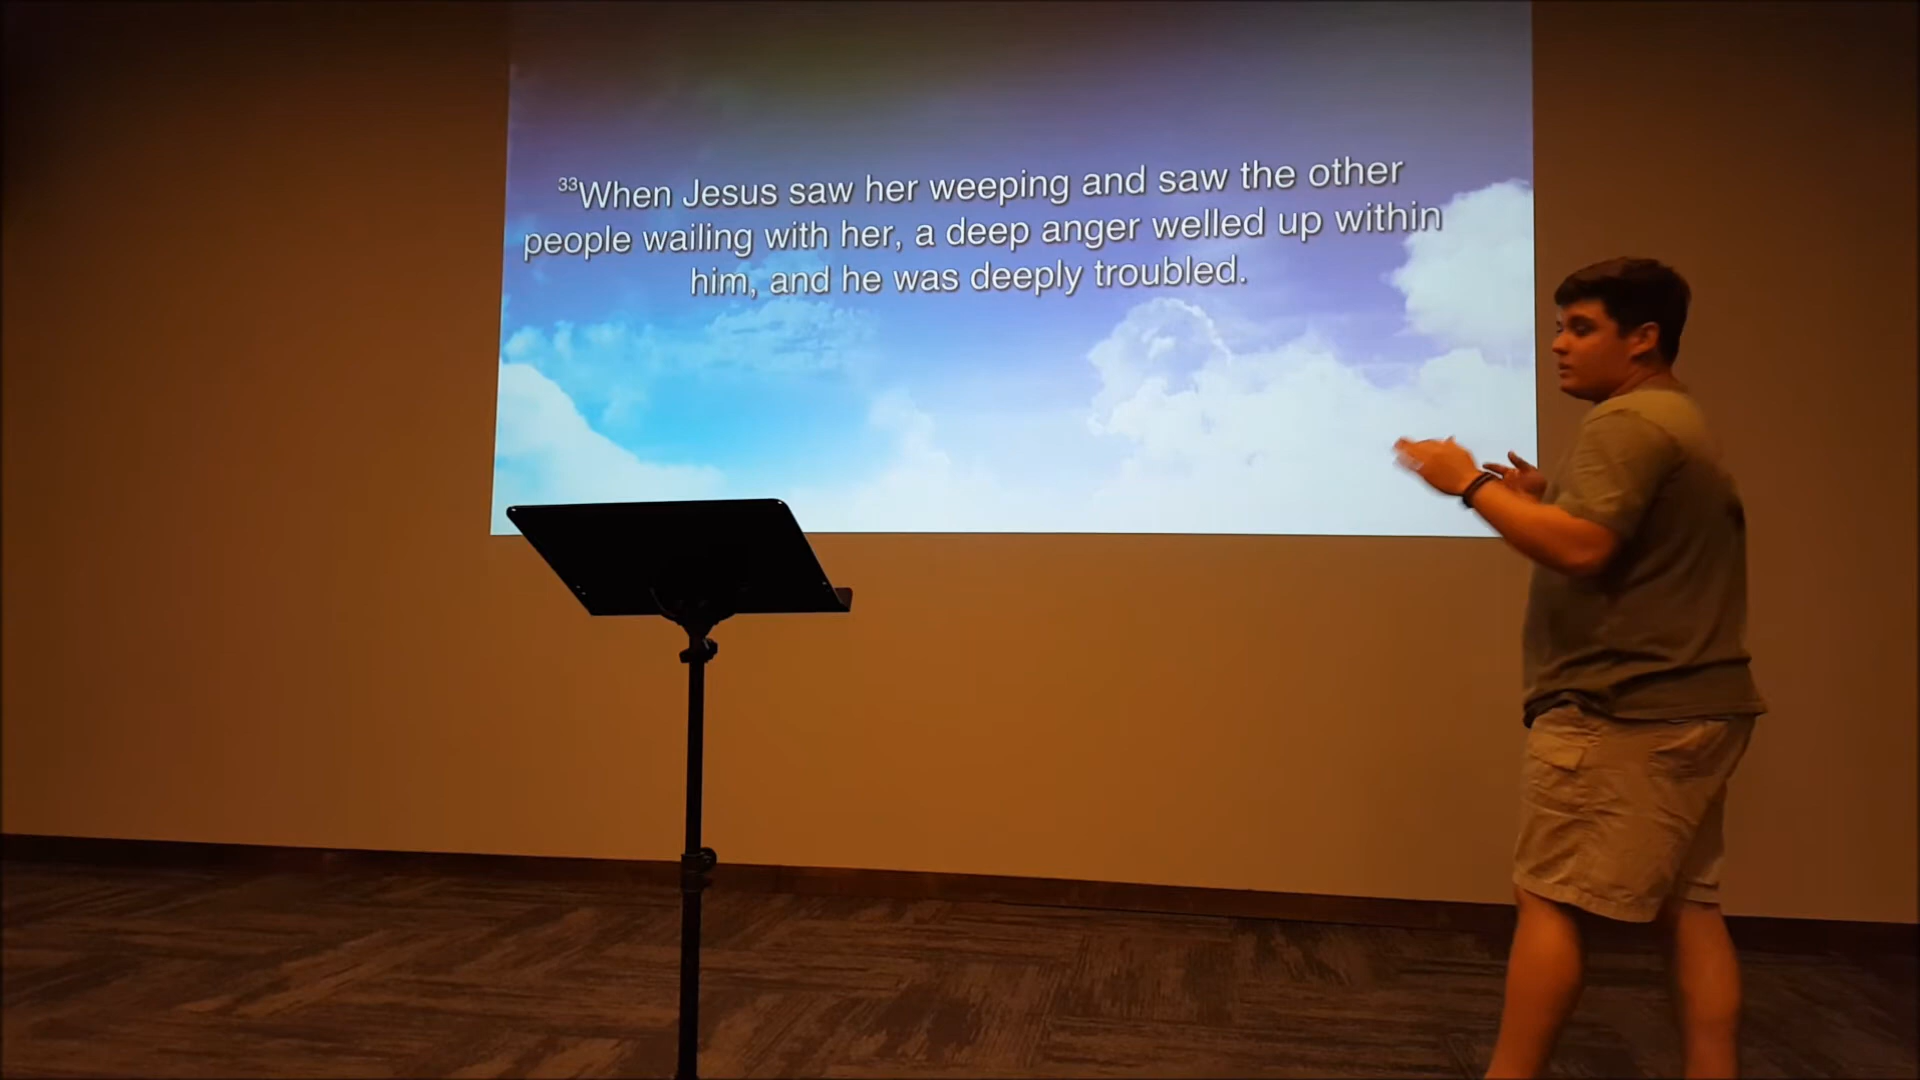 ³³When Jesus saw her weeping and saw the other
people wailing with her, a deep anger welled up within
him, and he was deeply troubled.